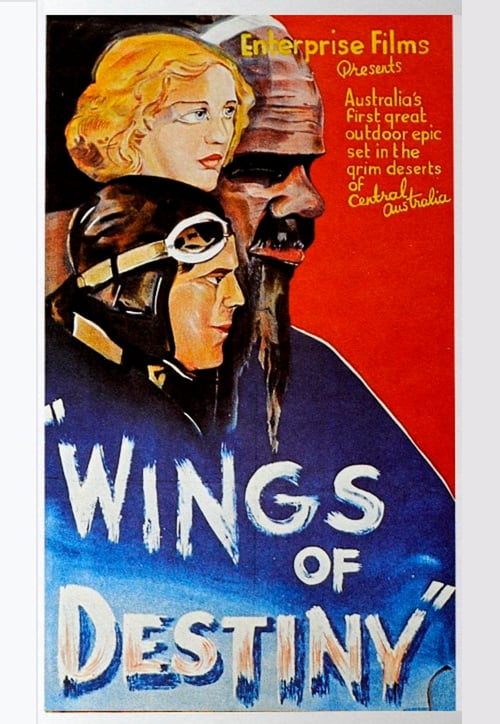 Enterprise Films
Presents
Australia's
first great
outdoor epic
set in the
grim deserts
of
Central
Australia
"WINGS
OF
DESTINY"